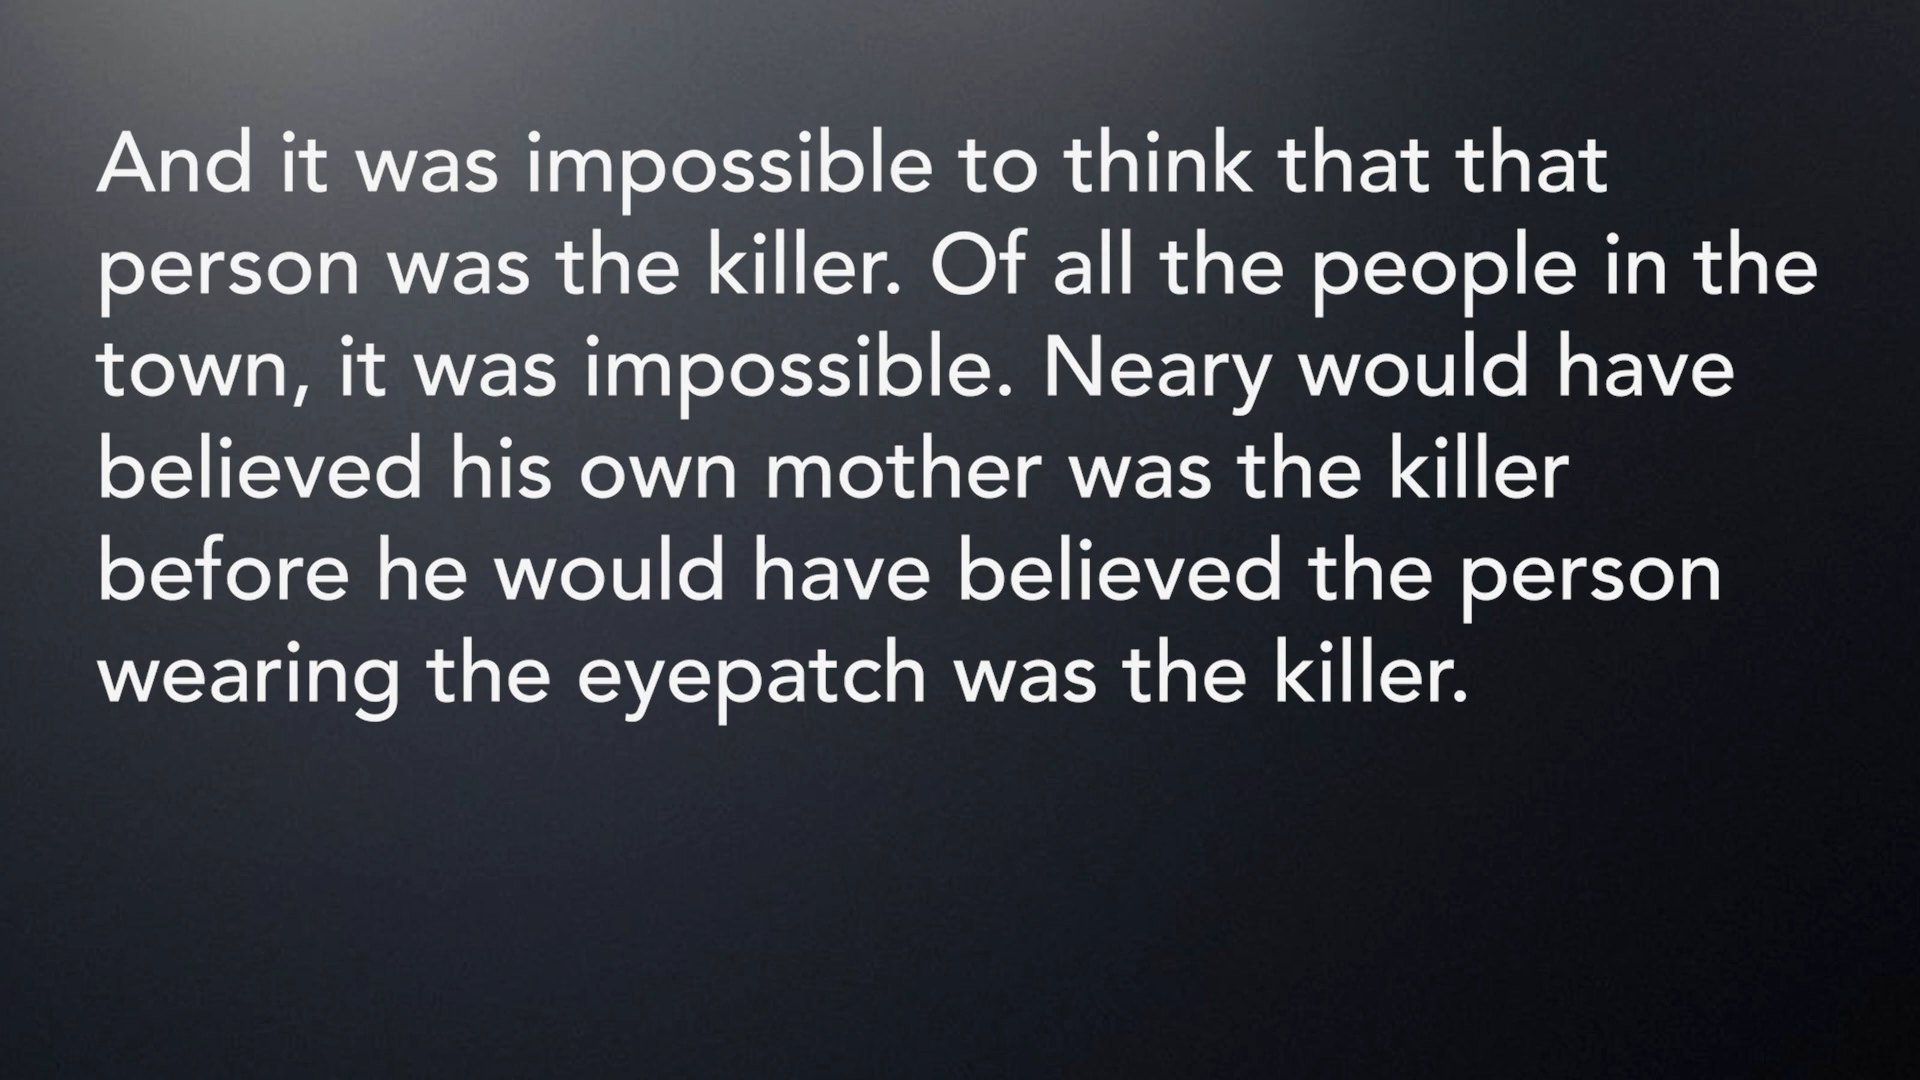 And it was impossible to think that that
person was the killer. Of all the people in the
town, it was impossible. Neary would have
believed his own mother was the killer
before he would have believed the person
wearing the eyepatch was the killer.